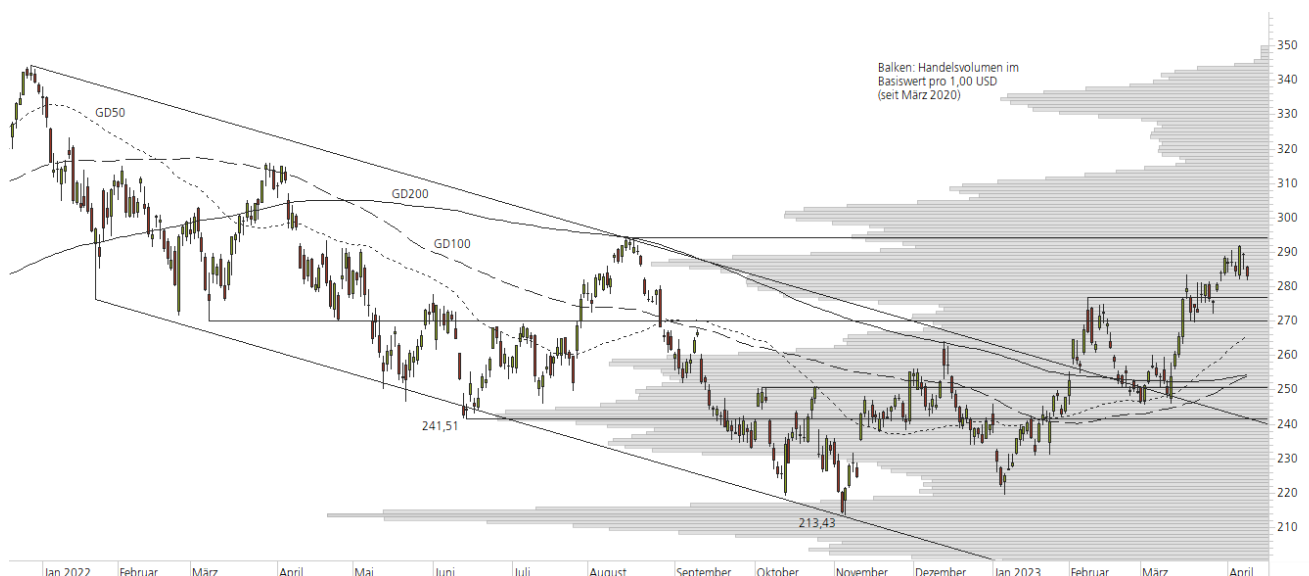 Balken: Handelsvolumen im
Basiswert pro 1,00 USD
(seit März 2020)
GD50
GD200
GD100
241,51
213,43
350
340
330
320
310
300
290
280
270
260
250
240
230
220
210
Jan 2022 Februar März April Mai Juni Juli August September Oktober November Dezember Jan 2023 Februar März April